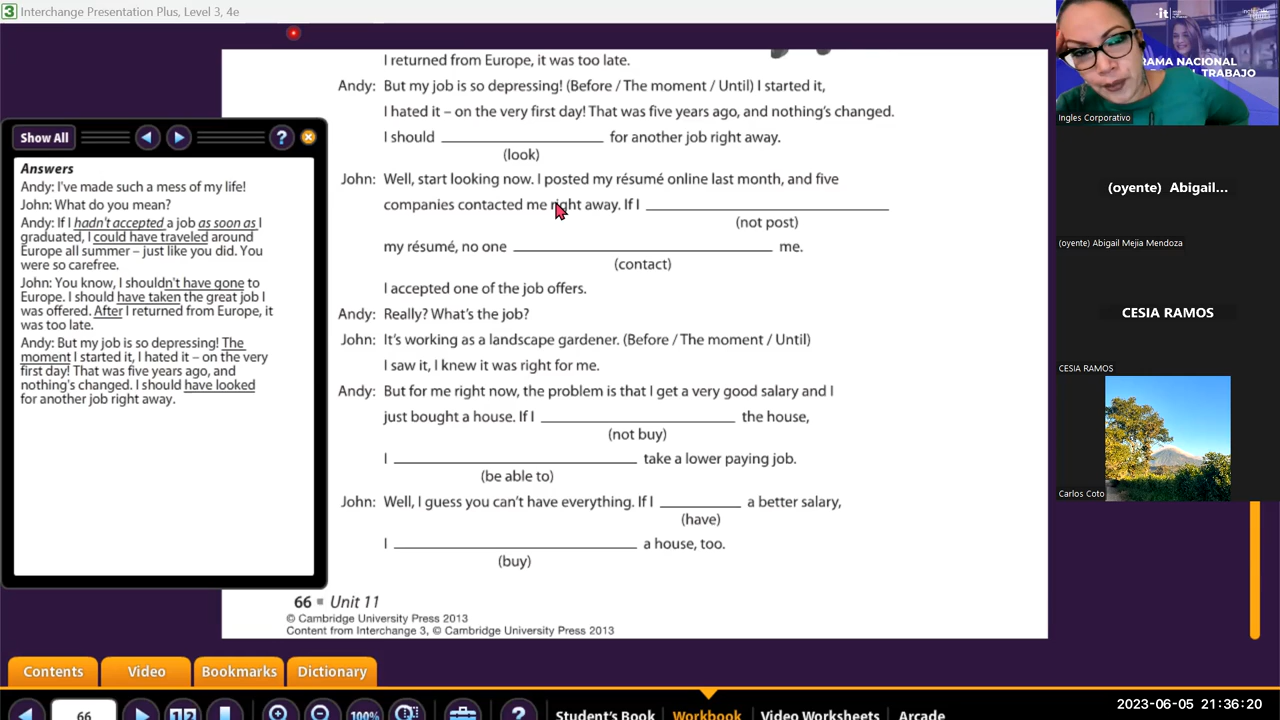 3 Interchange Presentation Plus, Level 3, 4e
I returned from Europe, it was too late.
Andy: But my job is so depressing! (Before / The moment / Until) I started it,
I hated it – on the very first day! That was five years ago, and nothing's changed.
I should ____________ for another job right away.
(look)
John: Well, start looking now. I posted my résumé online last month, and five
companies contacted me right away. If I ____________
(not post)
my résumé, no one ____________ me.
(contact)
I accepted one of the job offers.
Andy: Really? What's the job?
John: It's working as a landscape gardener. (Before / The moment / Until)
I saw it, I knew it was right for me.
Andy: But for me right now, the problem is that I get a very good salary and I
just bought a house. If I ____________ the house,
(not buy)
I ____________ take a lower paying job.
(be able to)
John: Well, I guess you can't have everything. If I ____________ a better salary,
(have)
I ____________ a house, too.
(buy)
66 Unit 11
© Cambridge University Press 2013
Content from Interchange 3, © Cambridge University Press 2013
Show All
?
Answers
Andy: I've made such a mess of my life!
John: What do you mean?
Andy: If I hadn't accepted a job as soon as I
graduated, I could have traveled around
Europe all summer – just like you did. You
were so carefree.
John: You know, I shouldn't have gone to
Europe. I should have taken the great job I
was offered. After I returned from Europe, it
was too late.
Andy: But my job is so depressing! The
moment I started it, I hated it – on the very
first day! That was five years ago, and
nothing's changed. I should have looked
for another job right away.
it
RAMA NACIONAL
L TRABAJO
Ingles Corporativo
(oyente) Abigail...
(oyente) Abigail Mejia Mendoza
CESIA RAMOS
CESIA RAMOS
Carlos Coto
Contents
Video
Bookmarks
Dictionary
66
100%
?
Student's Book
Workbook
Video Worksheets
Arcade
2023-06-05 21:36:20